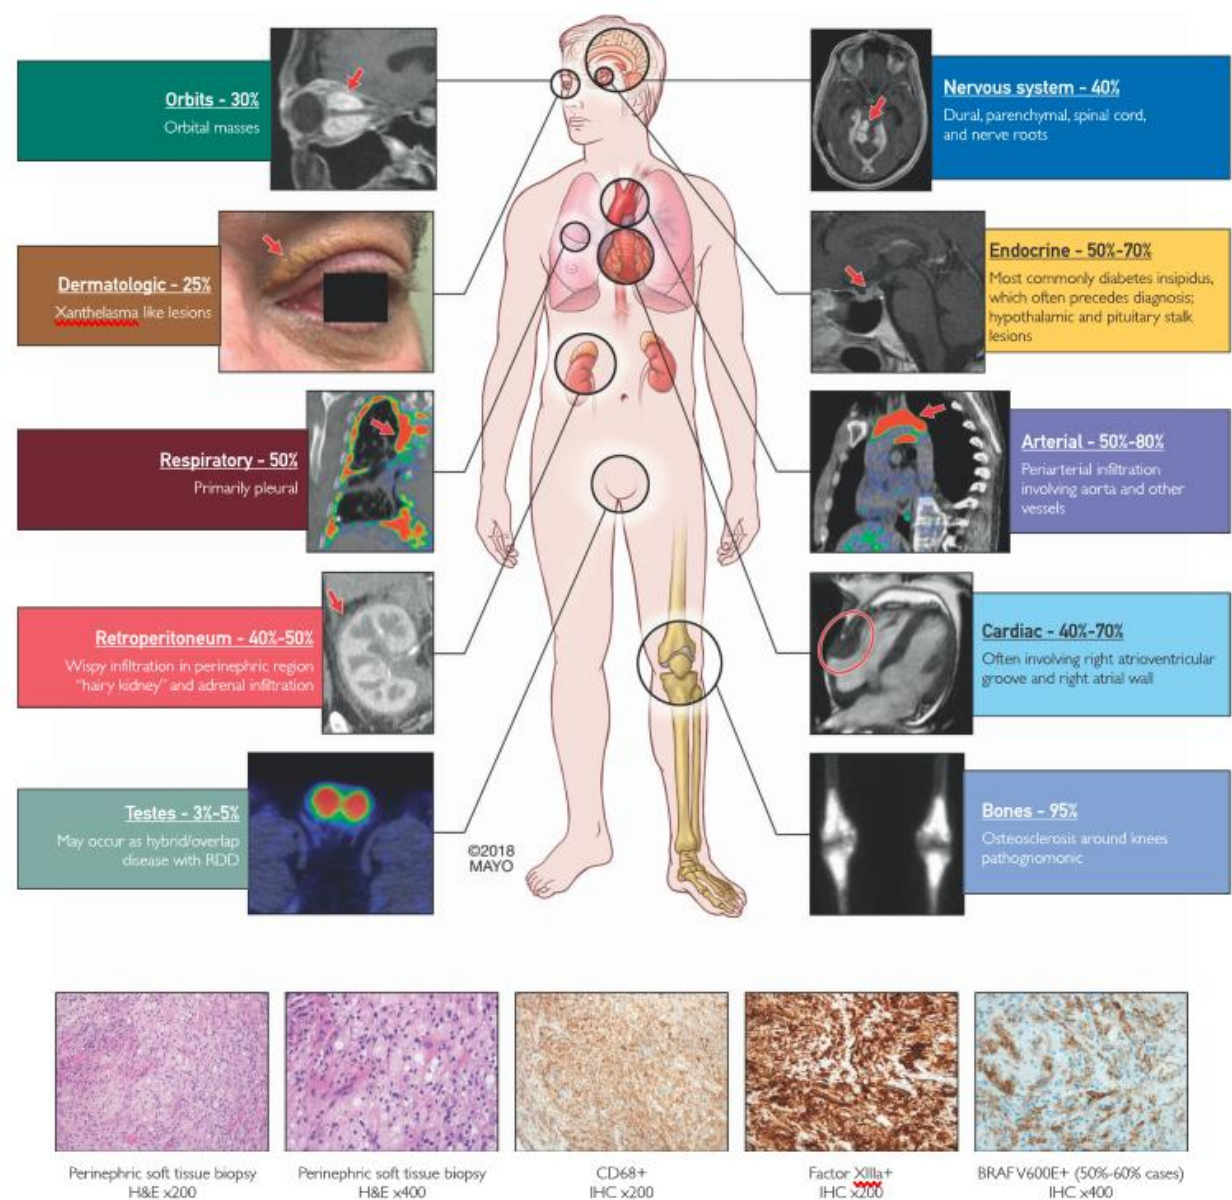 Orbits - 30%
Orbital masses
Nervous system - 40%
Dural, parenchymal, spinal cord,
and nerve roots
Dermatologic - 25%
Xanthelasma like lesions
Endocrine - 50%-70%
Most commonly diabetes insipidus,
which often precedes diagnosis;
hypothalamic and pituitary stalk
lesions
Respiratory - 50%
Primarily pleural
Arterial - 50%-80%
Periarterial infiltration
involving aorta and other
vessels
Retroperitoneum - 40%-50%
Wispy infiltration in perinephric region
"hairy kidney" and adrenal infiltration
Cardiac - 40%-70%
Often involving right atrioventricular
groove and right atrial wall
Testes - 3%-5%
May occur as hybrid/overlap
disease with RDD
©2018
MAYO
Bones - 95%
Osteosclerosis around knees
pathognomonic
Perinephric soft tissue biopsy
H&E x200
Perinephric soft tissue biopsy
H&E x400
CD68+
IHC x200
Factor XIIIa+
IHC x200
BRAF V600E+ (50%-60% cases)
IHC x400